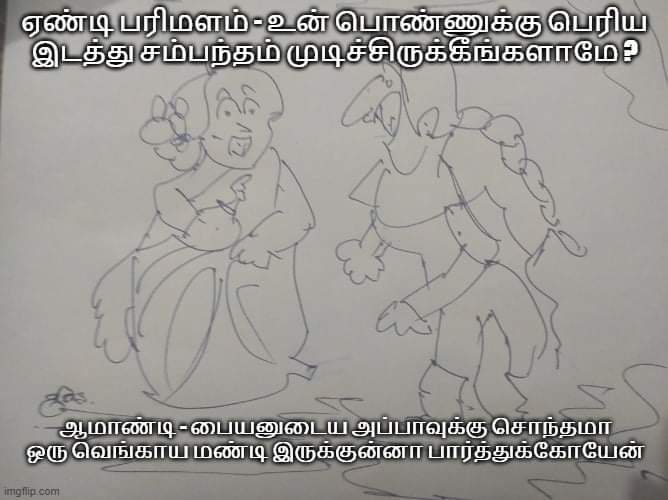 ஏண்டி பரிமளம் - உன் பொண்ணுக்கு பெரிய
இடத்து சம்பந்தம் முடிச்சிருக்கீங்களாமே ?
ஆமாண்டி - பையனுடைய அப்பாவுக்கு சொந்தமா
ஒரு வெங்காய மண்டி இருக்குன்னா பார்த்துக்கோயேன்
imgflip.com